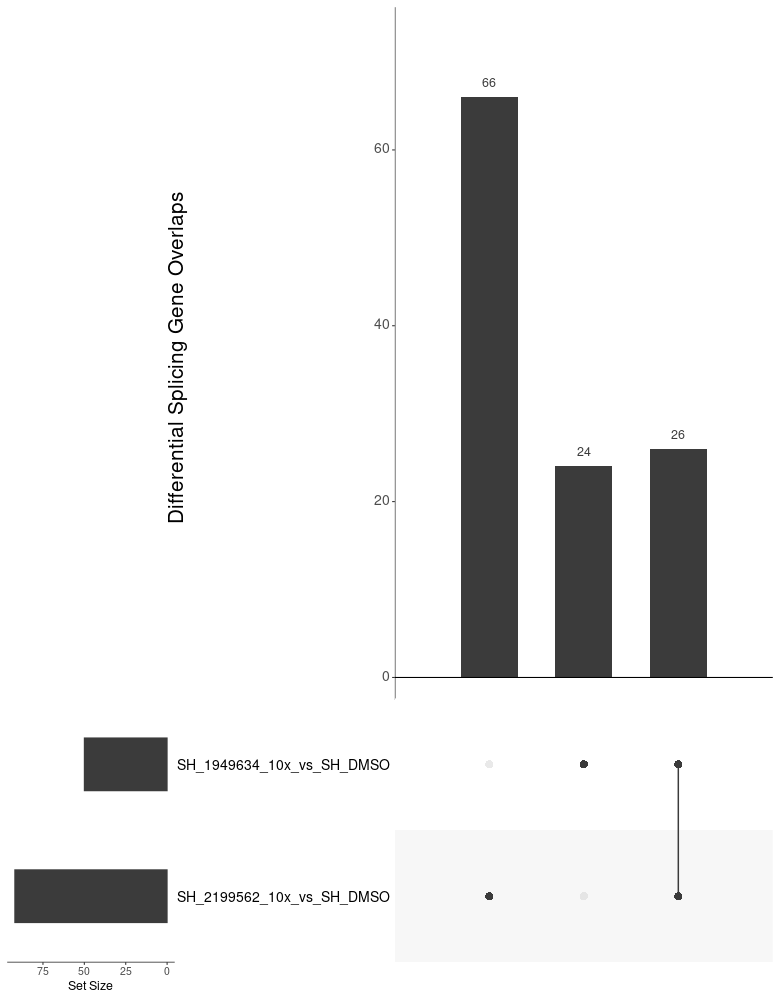 66
60
Differential Splicing Gene Overlaps
40
24
26
20
0
SH_1949634_10x_vs_SH_DMSO
SH_2199562_10x_vs_SH_DMSO
75 50 25 0
Set Size